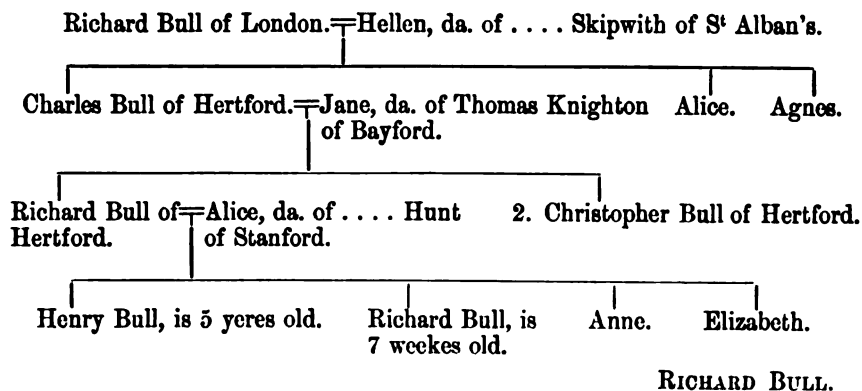 Richard Bull of London.=Hellen, da. of .... Skipwith of Sᵗ Alban's.
Charles Bull of Hertford.=Jane, da. of Thomas Knighton of Bayford. Alice. Agnes.
Richard Bull of Hertford.=Alice, da. of .... Hunt of Stanford. 2. Christopher Bull of Hertford.
Henry Bull, is 5 yeres old. Richard Bull, is 7 weekes old. Anne. Elizabeth.
RICHARD BULL.